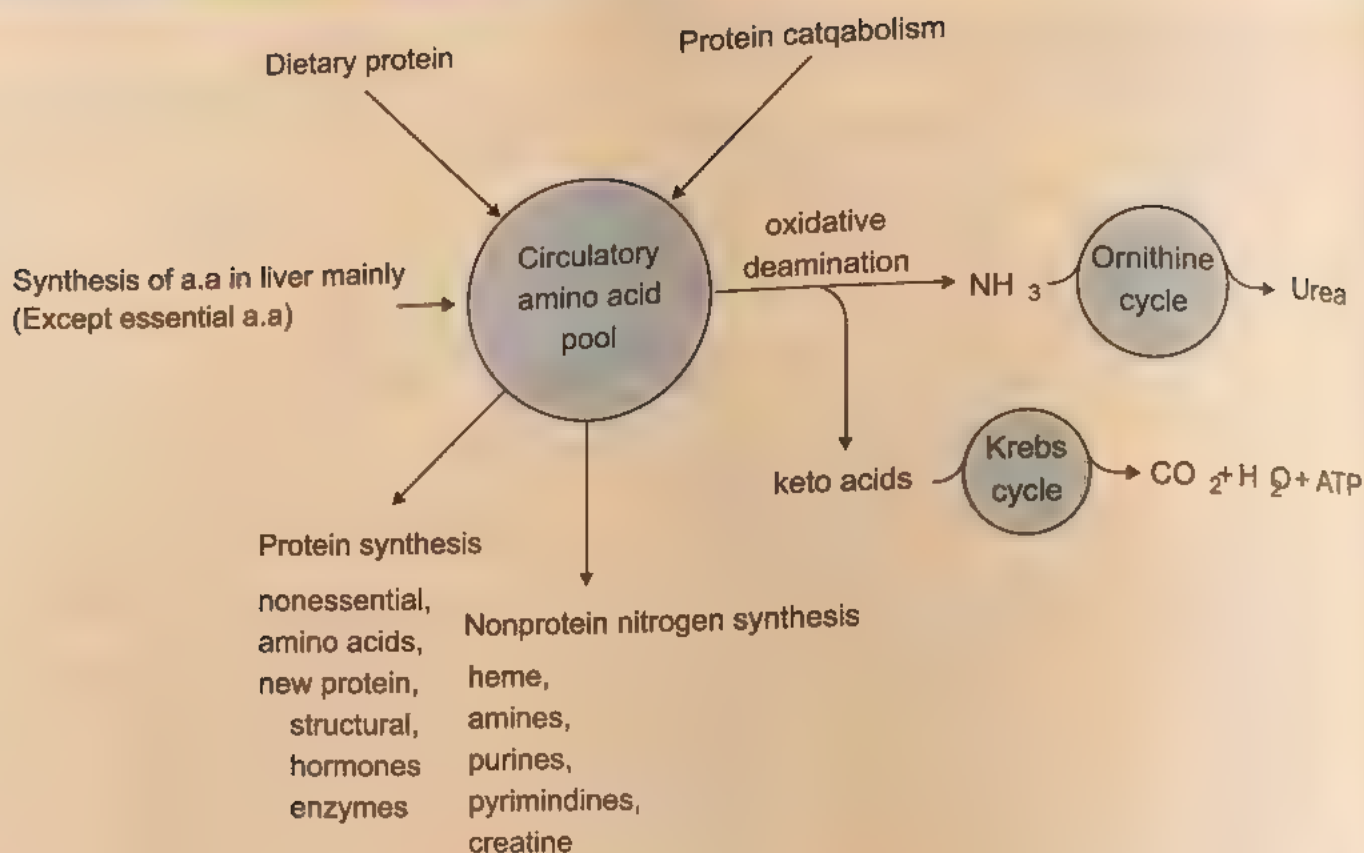 Dietary protein
Protein catqabolism
Synthesis of a.a in liver mainly
(Except essential a.a)
Circulatory
amino acid
pool
oxidative
deamination
NH 3
Ornithine
cycle
Urea
keto acids
Krebs
cycle
CO 2+ H 2O + ATP
Protein synthesis
nonessential,
amino acids,
new protein,
structural,
hormones
enzymes
Nonprotein nitrogen synthesis
heme,
amines,
purines,
pyrimindines,
creatine